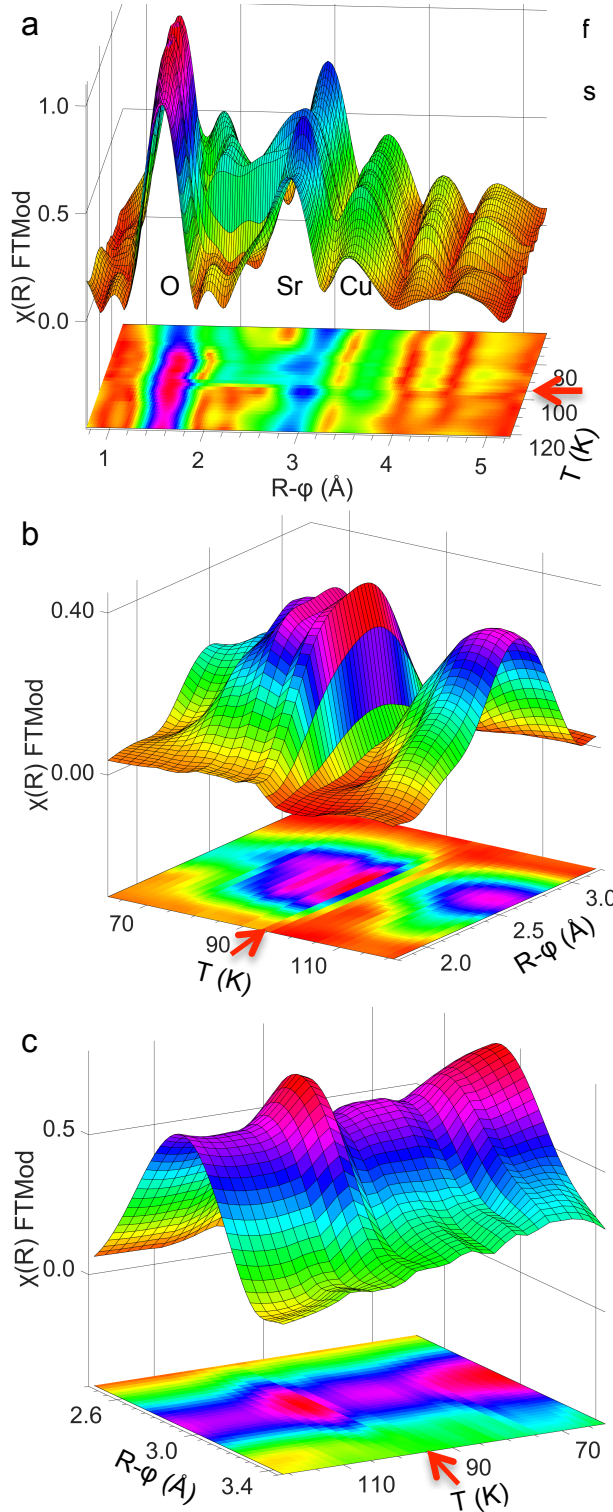 a
f
s
1.0
0.5
0.0
χ(R) FTMod
O Sr Cu
80
100
120
T (K)
1 2 3 4 5
R-φ (Å)
b
0.40
0.00
χ(R) FTMod
70 90 110
T (K)
2.0 2.5 3.0
R-φ (Å)
c
0.5
0.0
χ(R) FTMod
2.6 3.0 3.4
R-φ (Å)
110 90 70
T (K)